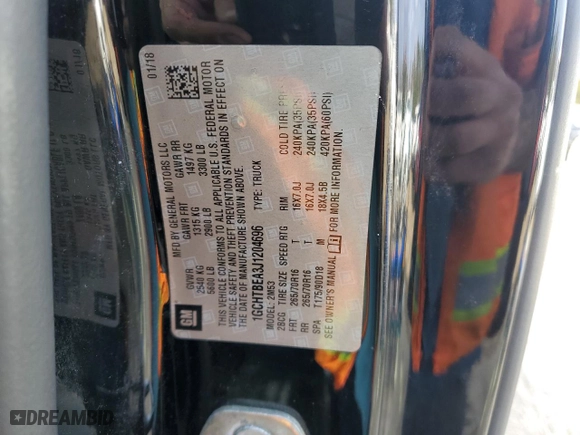 GM
MFD BY GENERAL MOTORS LLC
01/18
GVWR GAWR FRT GAWR RR
2540 KG 1315 KG 1497 KG
5600 LB 2900 LB 3300 LB
THIS VEHICLE CONFORMS TO ALL APPLICABLE U.S. FEDERAL MOTOR
VEHICLE SAFETY AND THEFT PREVENTION STANDARDS IN EFFECT ON
THE DATE OF MANUFACTURE SHOWN ABOVE.
1GCHTBEA3J1204696 TYPE: TRUCK
2BCG MODEL: 2M53
TIRE SIZE SPEED RTG RIM COLD TIRE
FRT 265/70R16 T 16X7.0J 240KPA(35PSI)
RR 265/70R16 T 16X7.0J 240KPA(35PSI)
SPA T175/90D18 M 18X4.5B 420KPA(60PSI)
SEE OWNER'S MANUAL FOR MORE INFORMATION.
DREAMBID